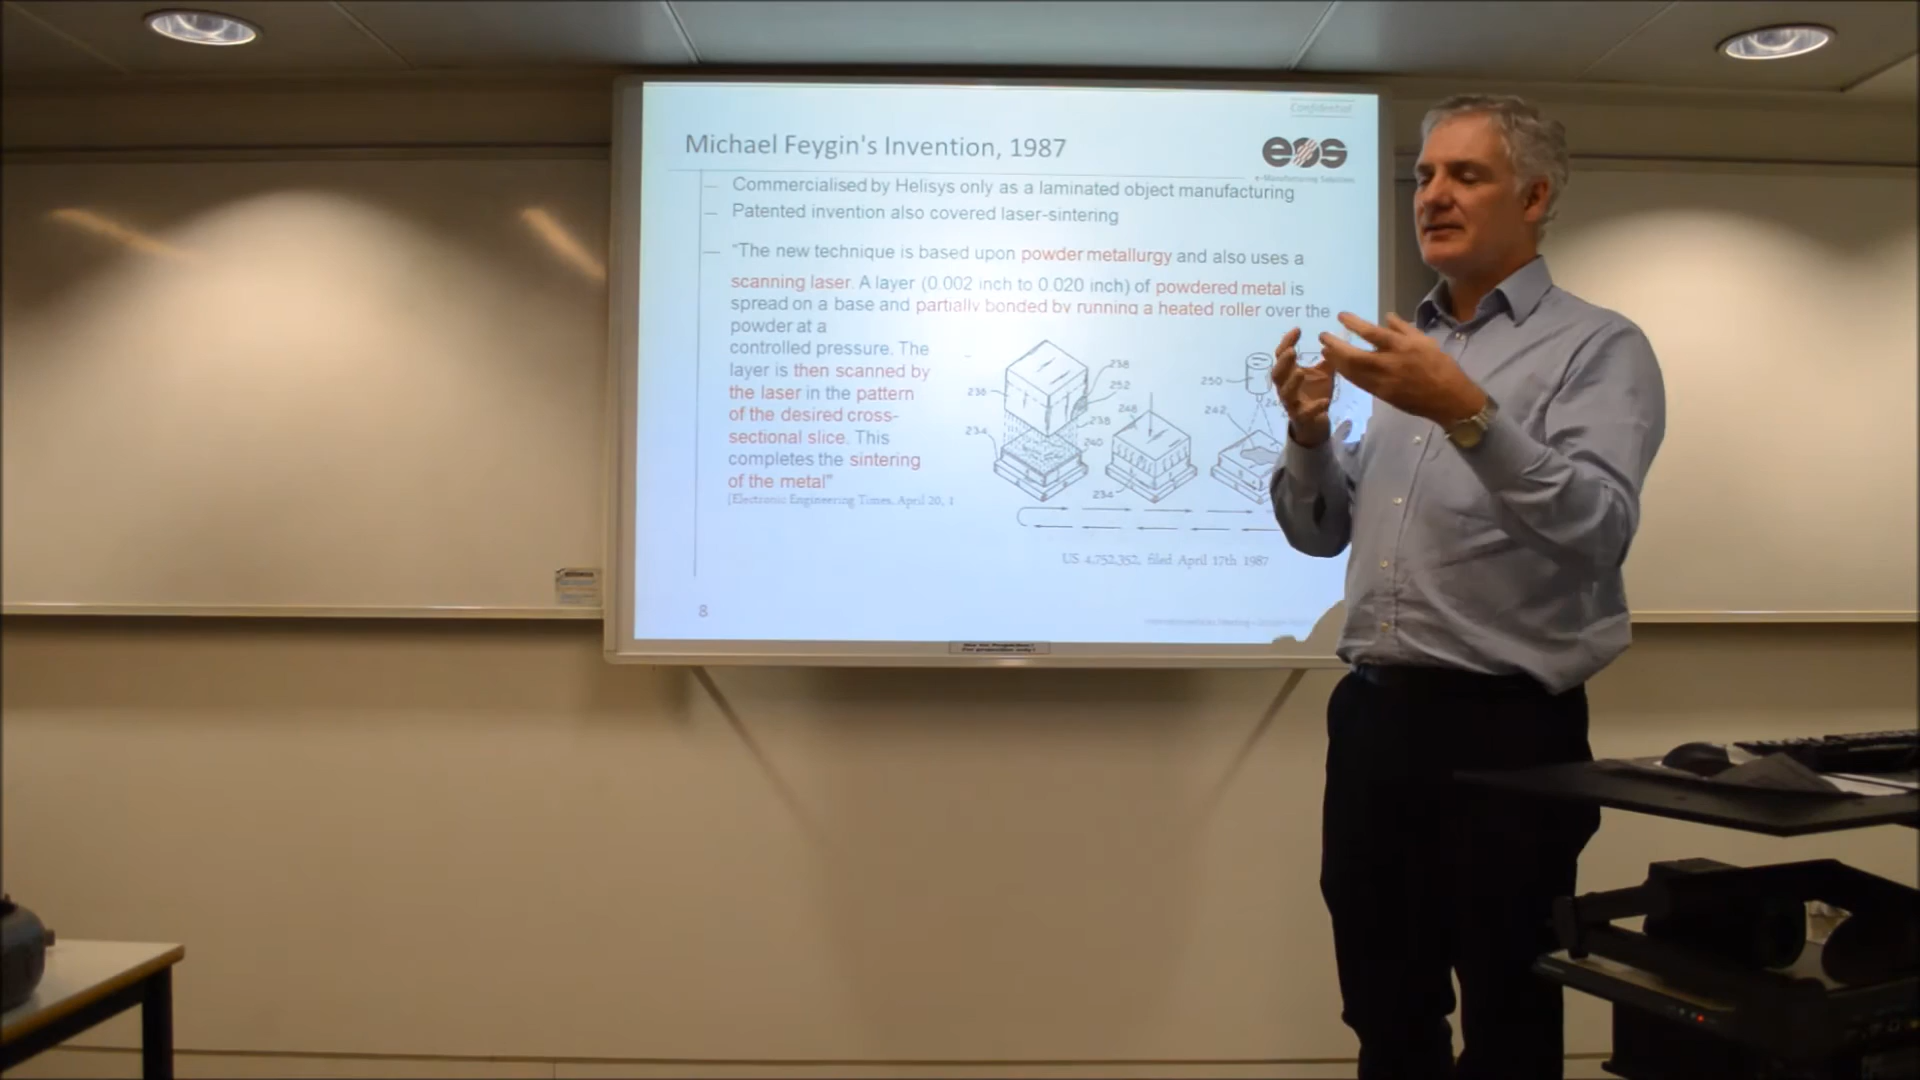 Confidential
Michael Feygin's Invention, 1987
eos
e-Manufacturing Solutions
– Commercialised by Helisys only as a laminated object manufacturing
– Patented invention also covered laser-sintering
– "The new technique is based upon powder metallurgy and also uses a
scanning laser. A layer (0.002 inch to 0.020 inch) of powdered metal is
spread on a base and partially bonded by running a heated roller over the
powder at a
controlled pressure. The
layer is then scanned by
the laser in the pattern
of the desired cross-
sectional slice. This
completes the sintering
of the metal"
[Electronic Engineering Times, April 20, 1
236
238
252
238
240
234
248
234
250
242
US 4,752,352, filed April 17th 1987
8